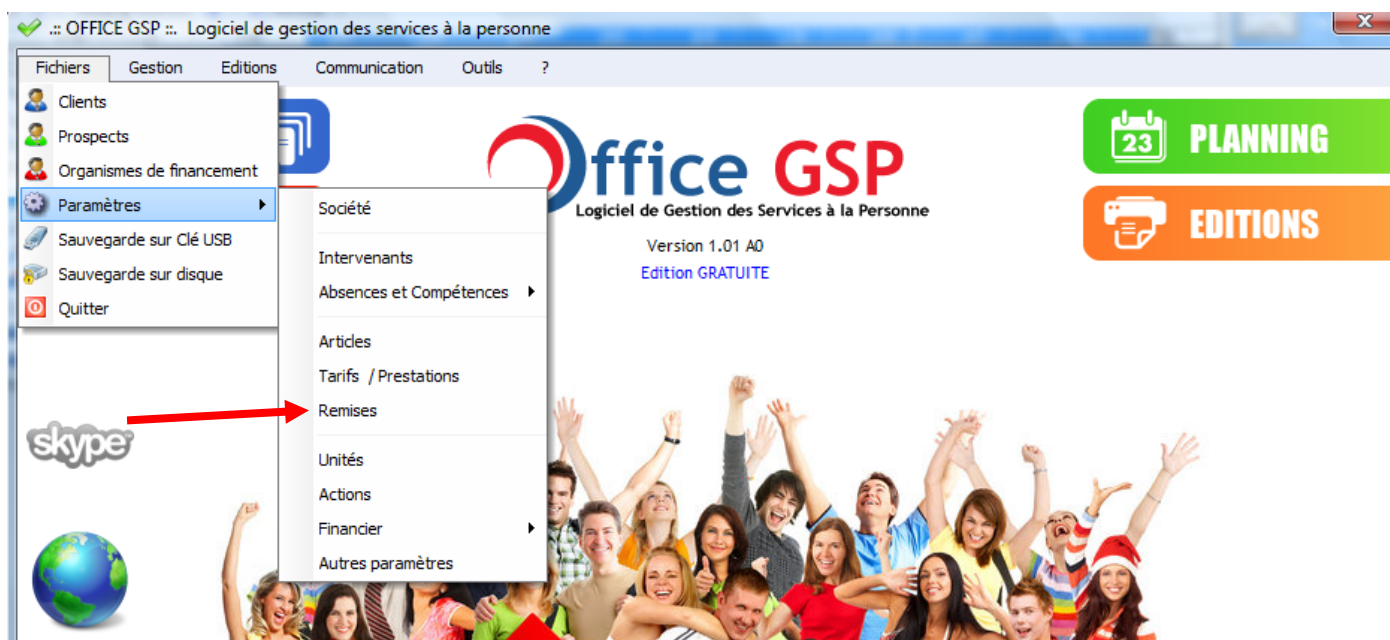 .:: OFFICE GSP ::. Logiciel de gestion des services à la personne
X
Fichiers Gestion Editions Communication Outils ?
Clients
Prospects
Organismes de financement
Paramètres
Sauvegarde sur Clé USB
Sauvegarde sur disque
Quitter
Société
Intervenants
Absences et Compétences
Articles
Tarifs / Prestations
Remises
Unités
Actions
Financier
Autres paramètres
Office GSP
Logiciel de Gestion des Services à la Personne
Version 1.01 A0
Edition GRATUITE
23 PLANNING
EDITIONS
skype